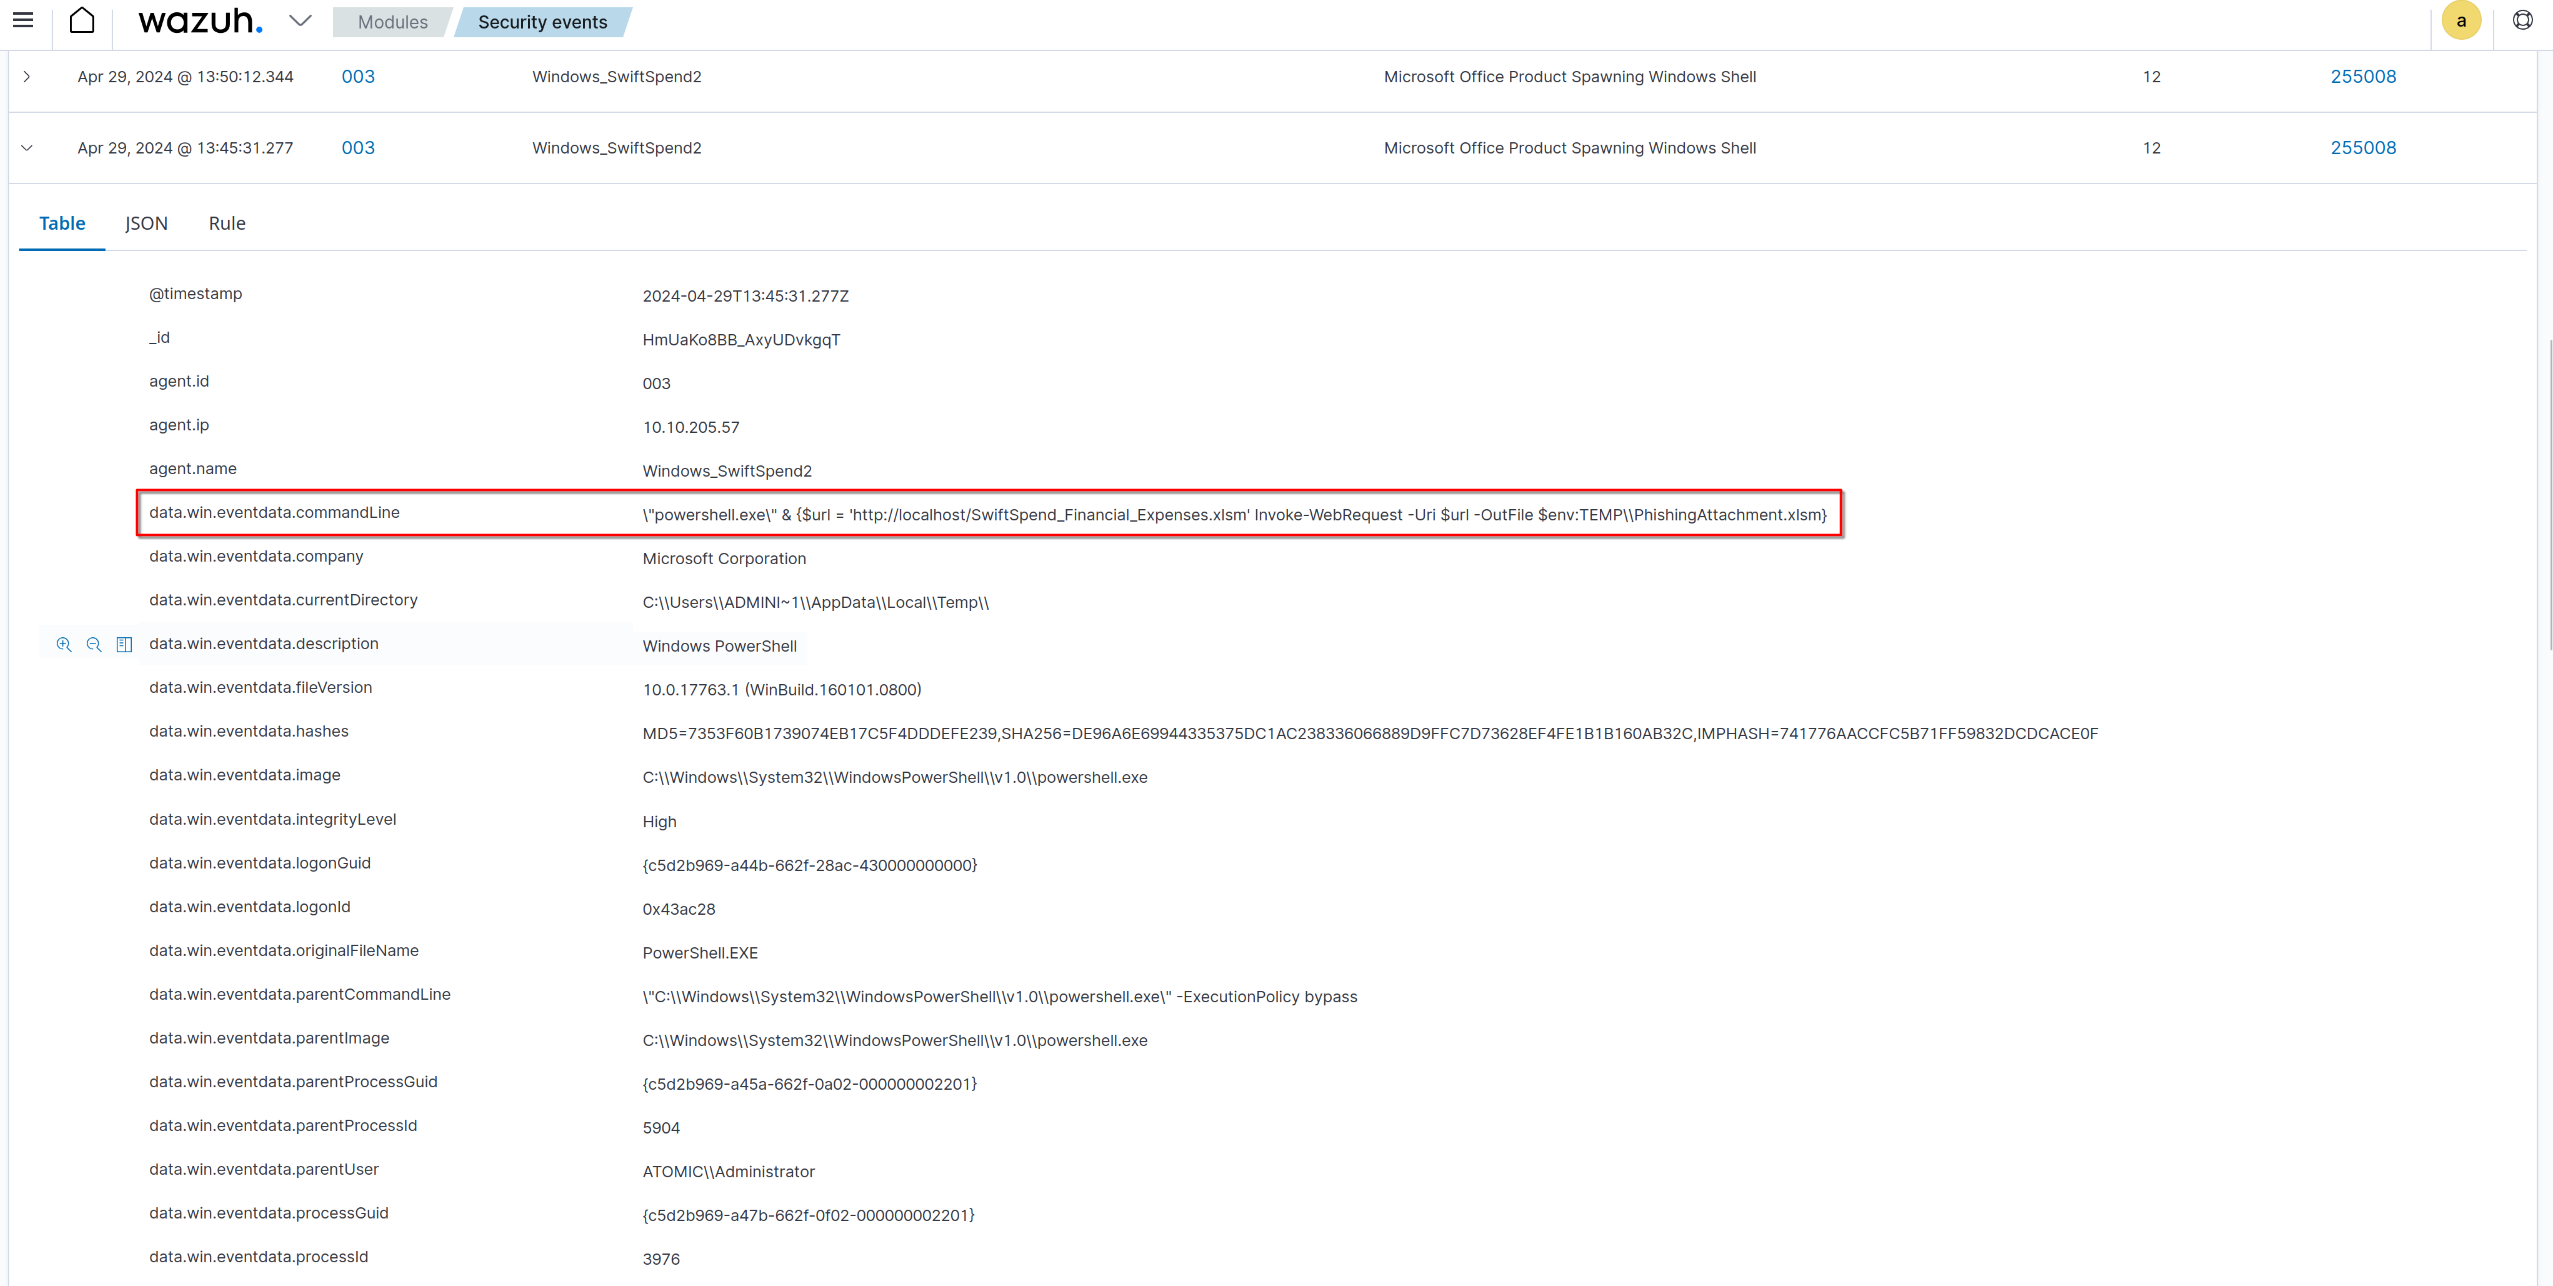 wazuh. Modules Security events a
Apr 29, 2024 @ 13:50:12.344 003 Windows_SwiftSpend2 Microsoft Office Product Spawning Windows Shell 12 255008
Apr 29, 2024 @ 13:45:31.277 003 Windows_SwiftSpend2 Microsoft Office Product Spawning Windows Shell 12 255008
Table JSON Rule
@timestamp 2024-04-29T13:45:31.277Z
_id HmUaKo8BB_AxyUDvkgqT
agent.id 003
agent.ip 10.10.205.57
agent.name Windows_SwiftSpend2
data.win.eventdata.commandLine \"powershell.exe\" & {$url = 'http://localhost/SwiftSpend_Financial_Expenses.xlsm' Invoke-WebRequest -Uri $url -OutFile $env:TEMP\\PhishingAttachment.xlsm}
data.win.eventdata.company Microsoft Corporation
data.win.eventdata.currentDirectory C:\\Users\\ADMINI~1\\AppData\\Local\\Temp\\
data.win.eventdata.description Windows PowerShell
data.win.eventdata.fileVersion 10.0.17763.1 (WinBuild.160101.0800)
data.win.eventdata.hashes MD5=7353F60B1739074EB17C5F4DDDEFE239,SHA256=DE96A6E69944335375DC1AC238336066889D9FFC7D73628EF4FE1B1B160AB32C,IMPHASH=741776AACCFC5B71FF59832DCDCACE0F
data.win.eventdata.image C:\\Windows\\System32\\WindowsPowerShell\\v1.0\\powershell.exe
data.win.eventdata.integrityLevel High
data.win.eventdata.logonGuid {c5d2b969-a44b-662f-28ac-430000000000}
data.win.eventdata.logonId 0x43ac28
data.win.eventdata.originalFileName PowerShell.EXE
data.win.eventdata.parentCommandLine \"C:\\Windows\\System32\\WindowsPowerShell\\v1.0\\powershell.exe\" -ExecutionPolicy bypass
data.win.eventdata.parentImage C:\\Windows\\System32\\WindowsPowerShell\\v1.0\\powershell.exe
data.win.eventdata.parentProcessGuid {c5d2b969-a45a-662f-0a02-000000002201}
data.win.eventdata.parentProcessId 5904
data.win.eventdata.parentUser ATOMIC\\Administrator
data.win.eventdata.processGuid {c5d2b969-a47b-662f-0f02-000000002201}
data.win.eventdata.processId 3976